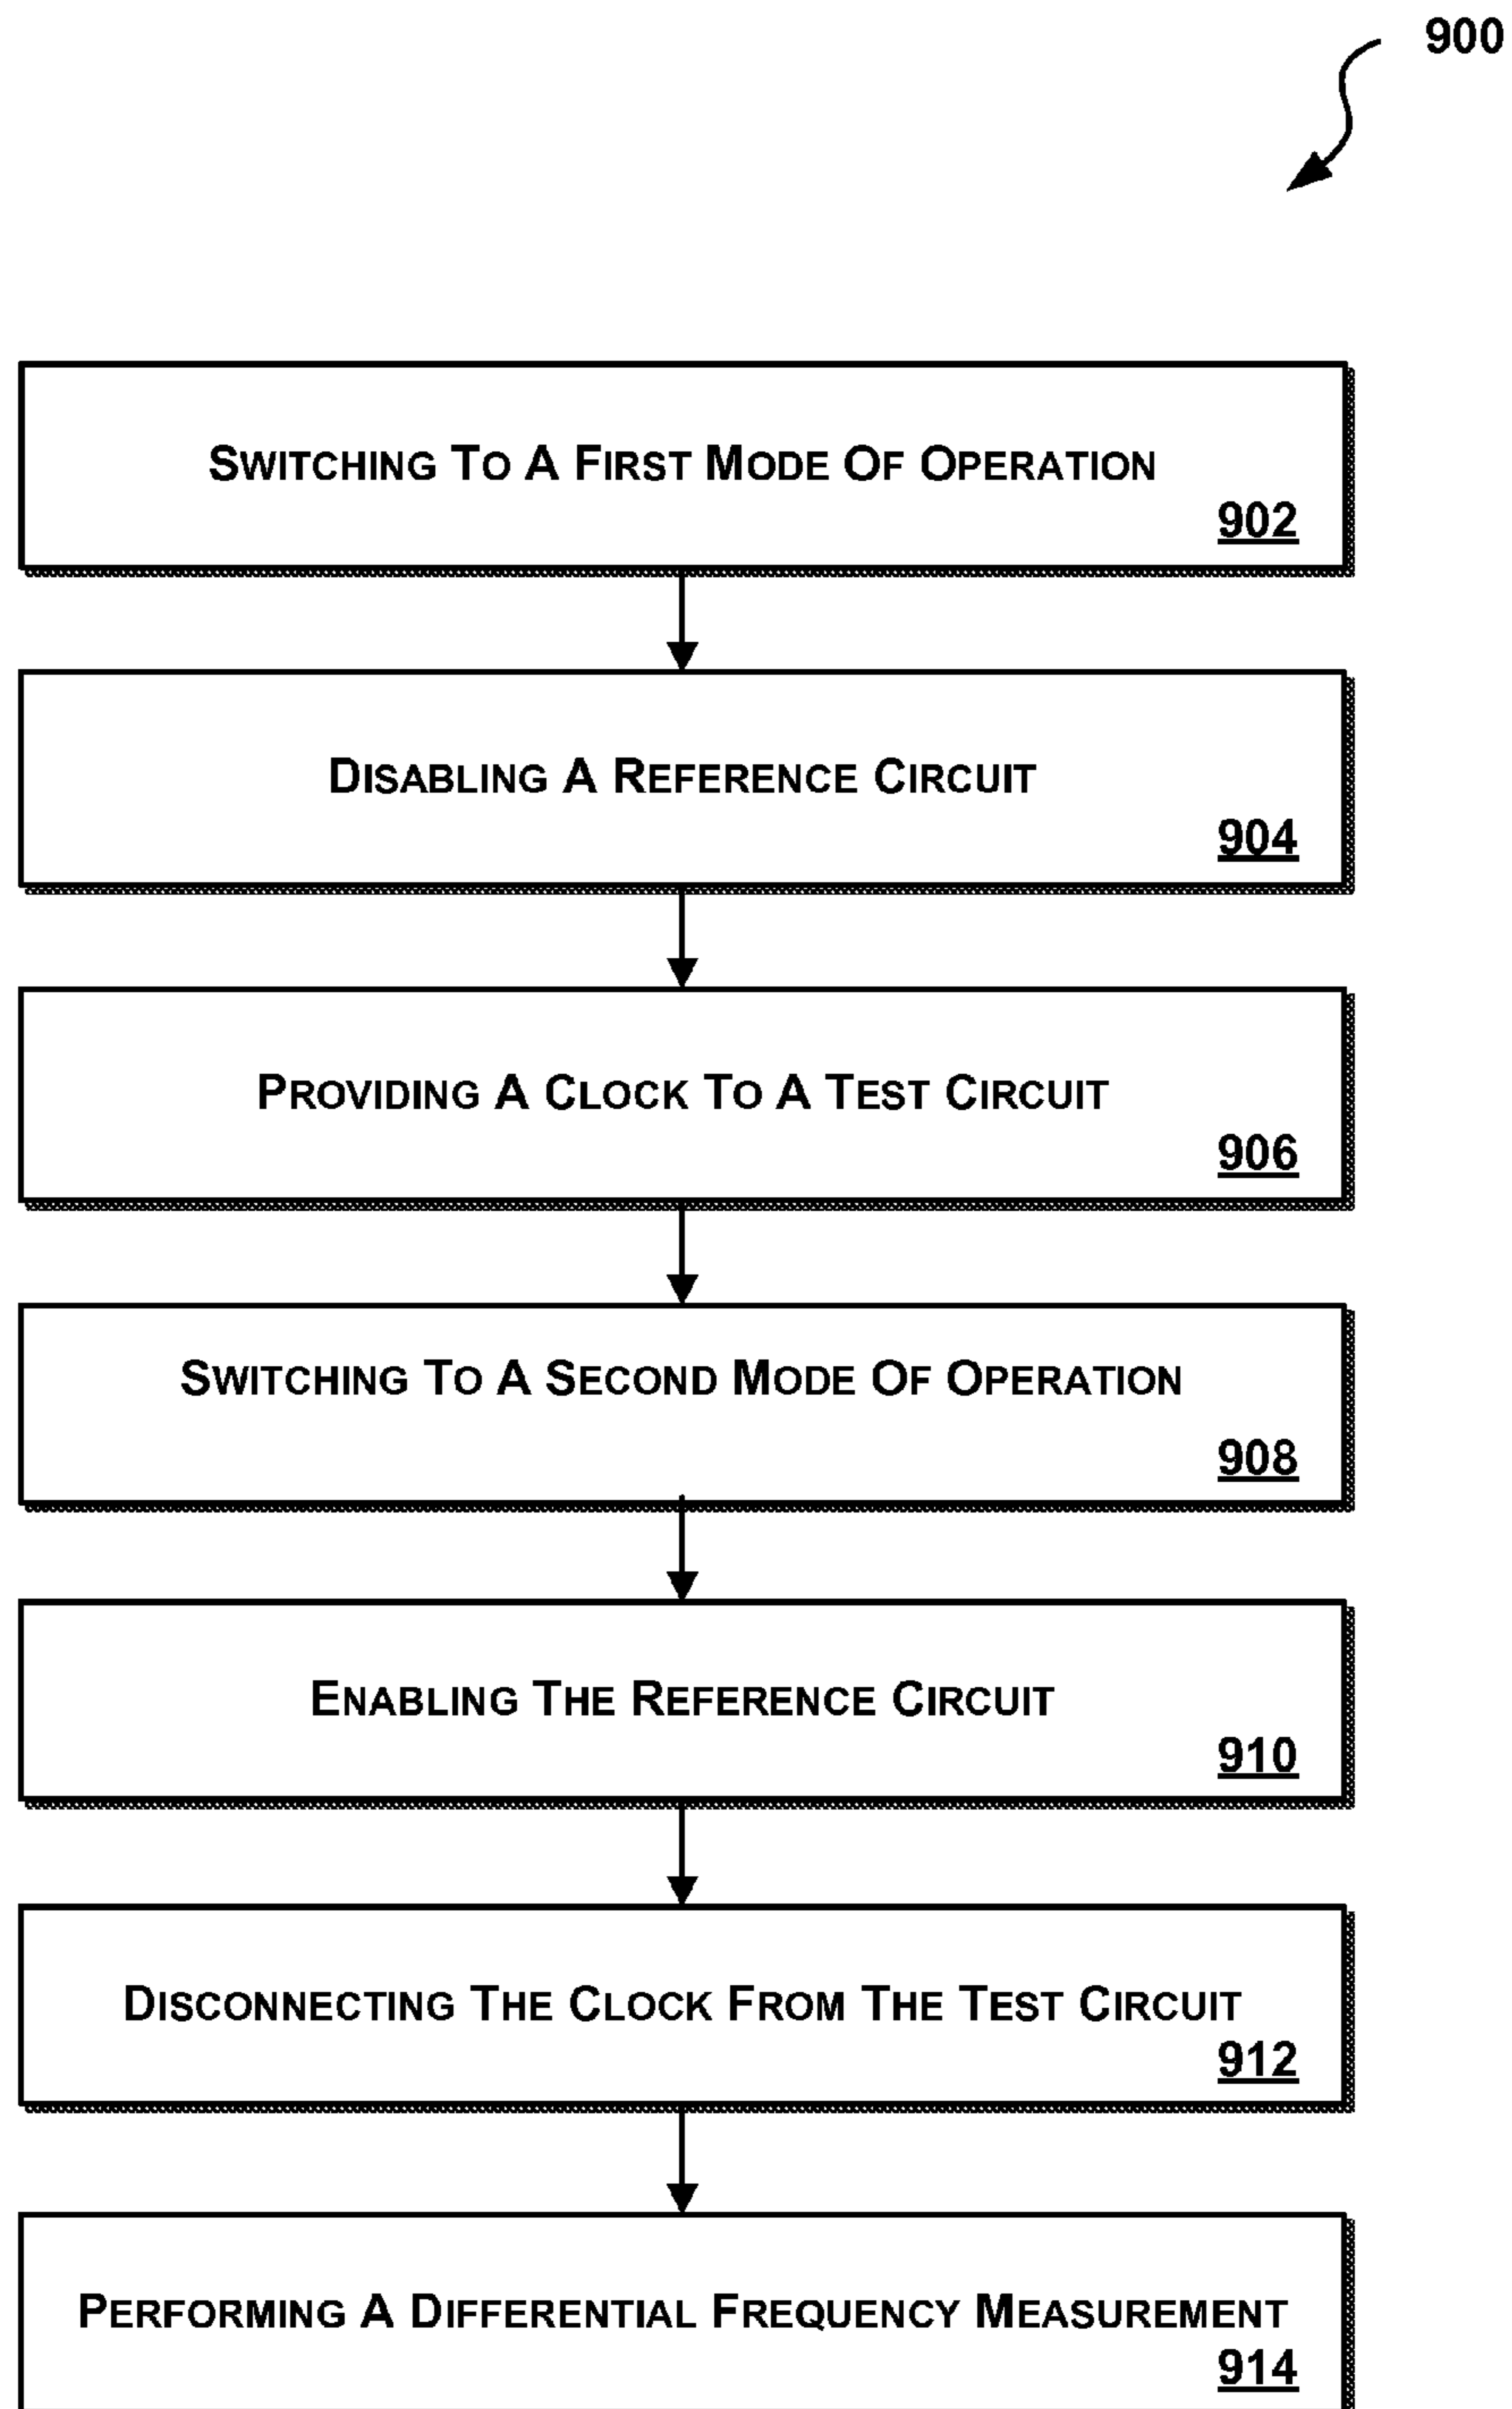 900
SWITCHING TO A FIRST MODE OF OPERATION
902
DISABLING A REFERENCE CIRCUIT
904
PROVIDING A CLOCK TO A TEST CIRCUIT
906
SWITCHING TO A SECOND MODE OF OPERATION
908
ENABLING THE REFERENCE CIRCUIT
910
DISCONNECTING THE CLOCK FROM THE TEST CIRCUIT
912
PERFORMING A DIFFERENTIAL FREQUENCY MEASUREMENT
914